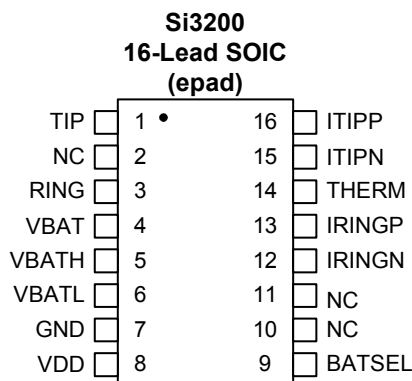 Si3200
16-Lead SOIC
(epad)
TIP 1 16 ITIPP
NC 2 15 ITIPN
RING 3 14 THERM
VBAT 4 13 IRINGP
VBATH 5 12 IRINGN
VBATL 6 11 NC
GND 7 10 NC
VDD 8 9 BATSEL